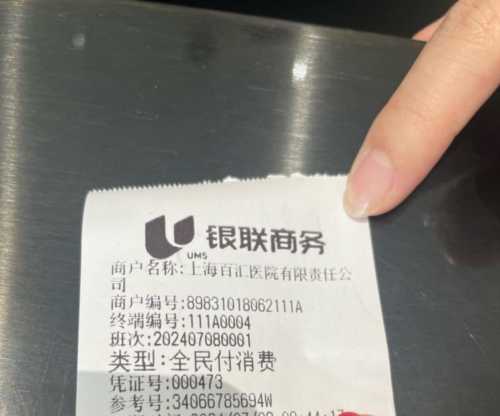 银联商务
UMS
商户名称:上海百汇医院有限责任公
司
商户编号:89831018062111A
终端编号:111A0004
班次:202407080001
类型:全民付消费
凭证号:000473
参考号:34066785694W